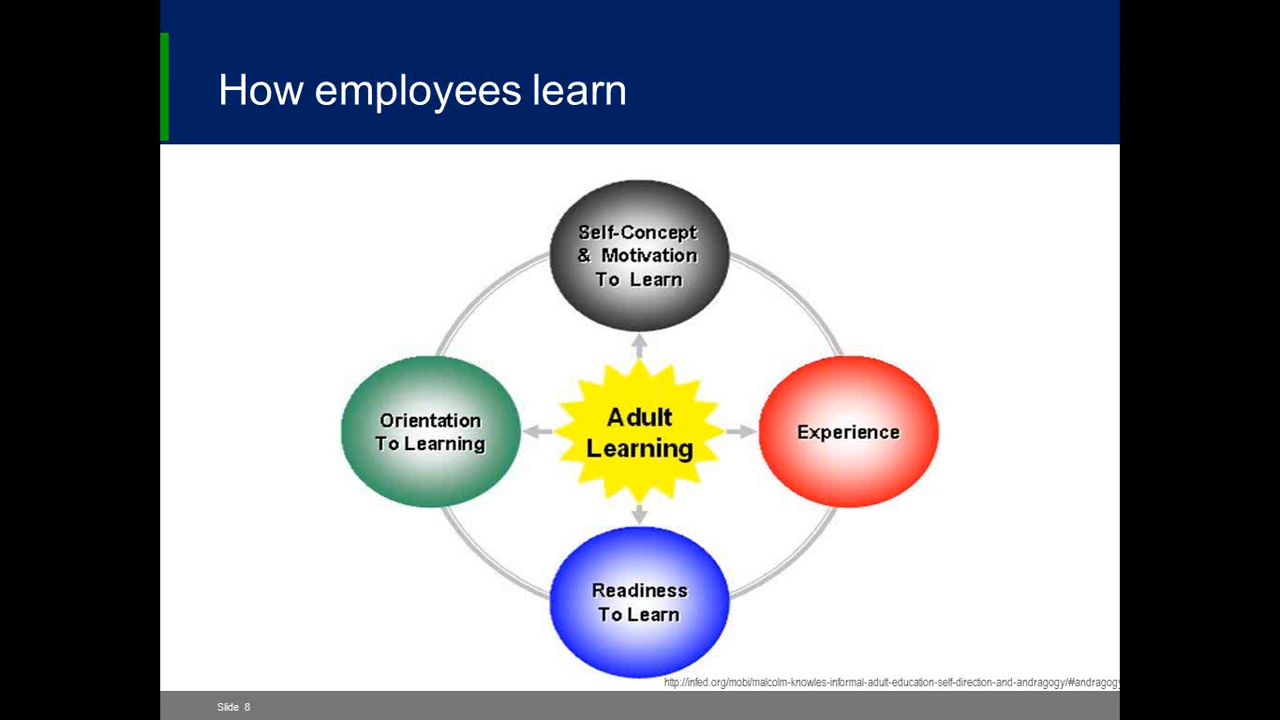 How employees learn
Self-Concept
& Motivation
To Learn
Orientation
To Learning
Adult
Learning
Experience
Readiness
To Learn
http://infed.org/mobi/malcolm-knowles-informal-adult-education-self-direction-and-andragogy/#andragogy
Slide 8